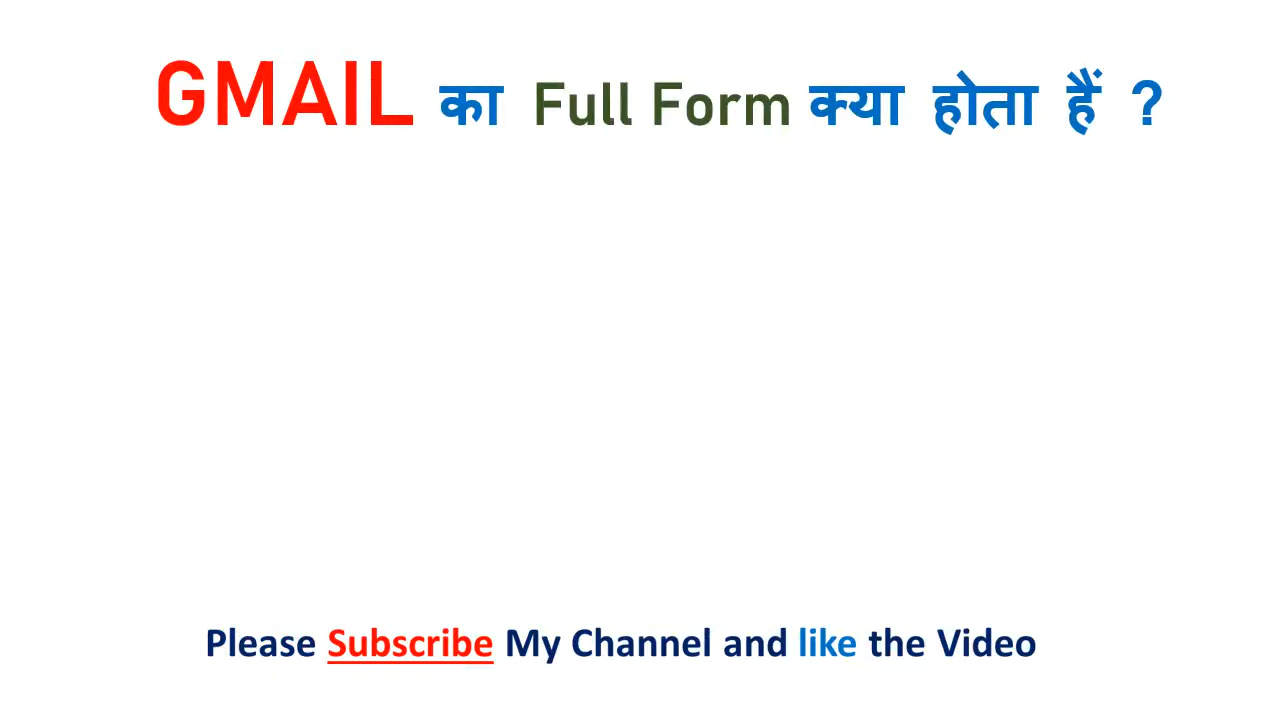 GMAIL का Full Form क्या होता हैं ?
Please Subscribe My Channel and like the Video